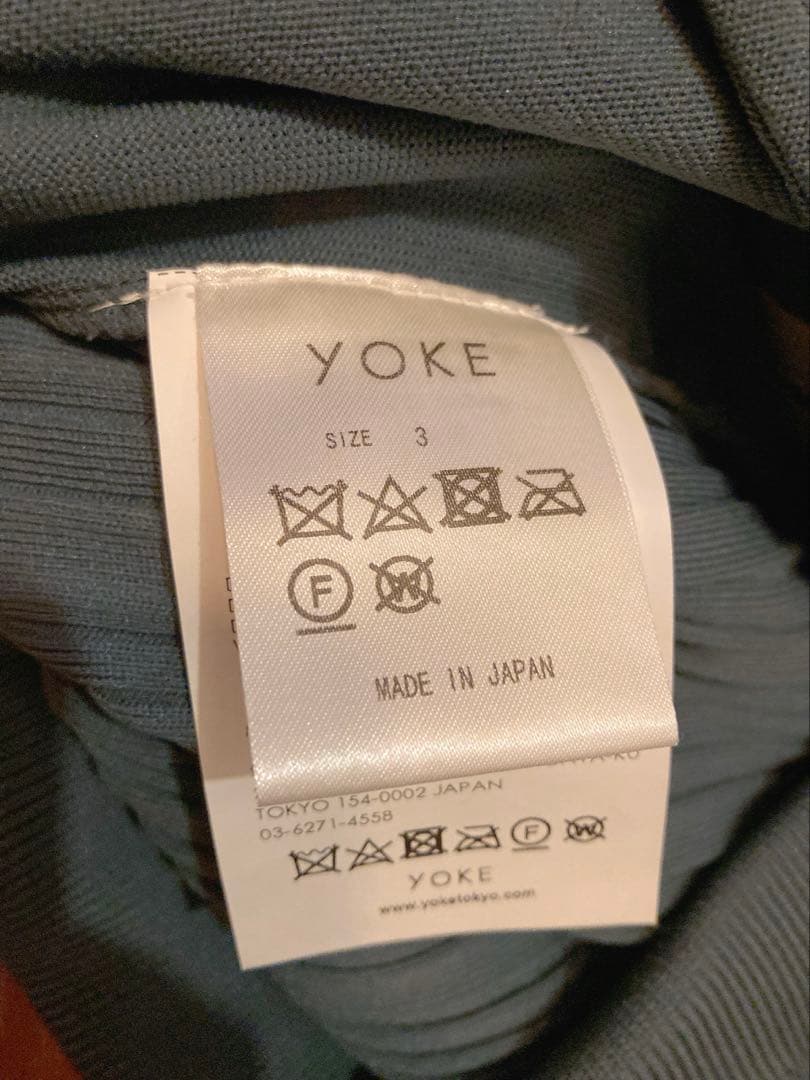 YOKE
SIZE 3
F W
MADE IN JAPAN
TOKYO 154-0002 JAPAN
03-6271-4558
F W
YOKE
www.yoketokyo.com